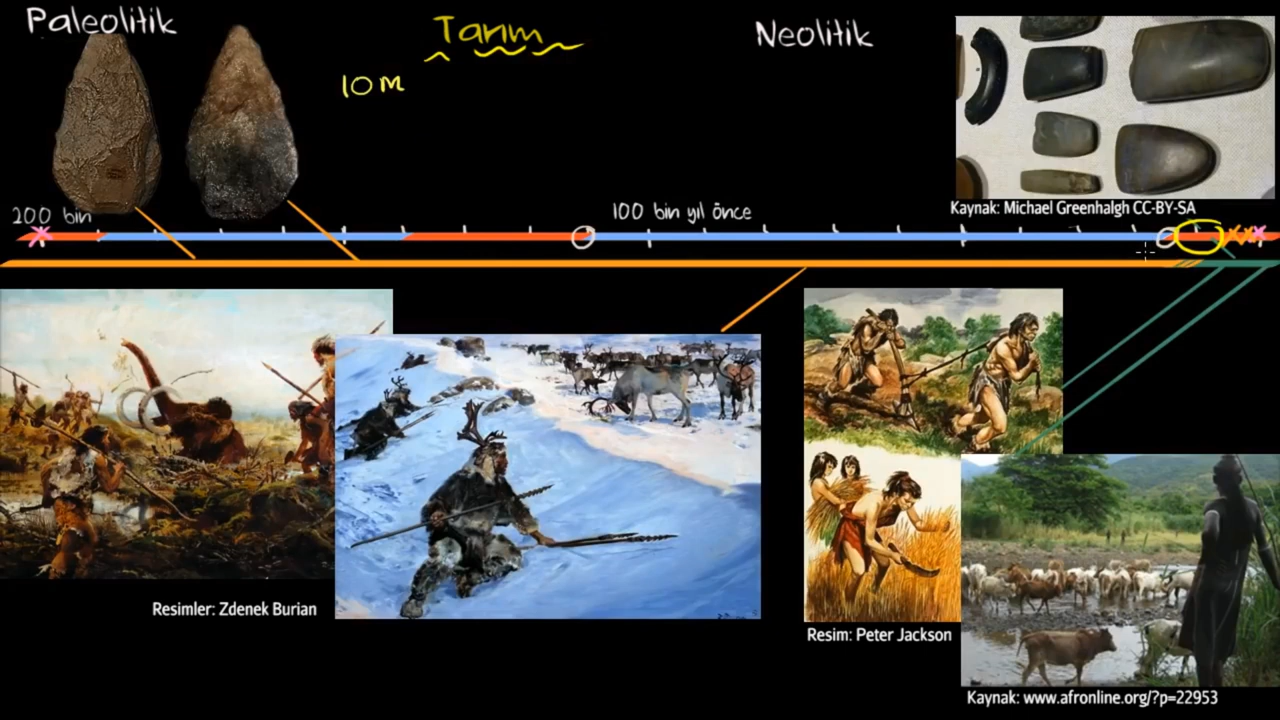 Paleolitik
Tarım
Neolitik
10 M
200 bin
100 bin yıl önce
Kaynak: Michael Greenhalgh CC-BY-SA
Resimler: Zdenek Burian
Resim: Peter Jackson
Kaynak: www.afronline.org/?p=22953